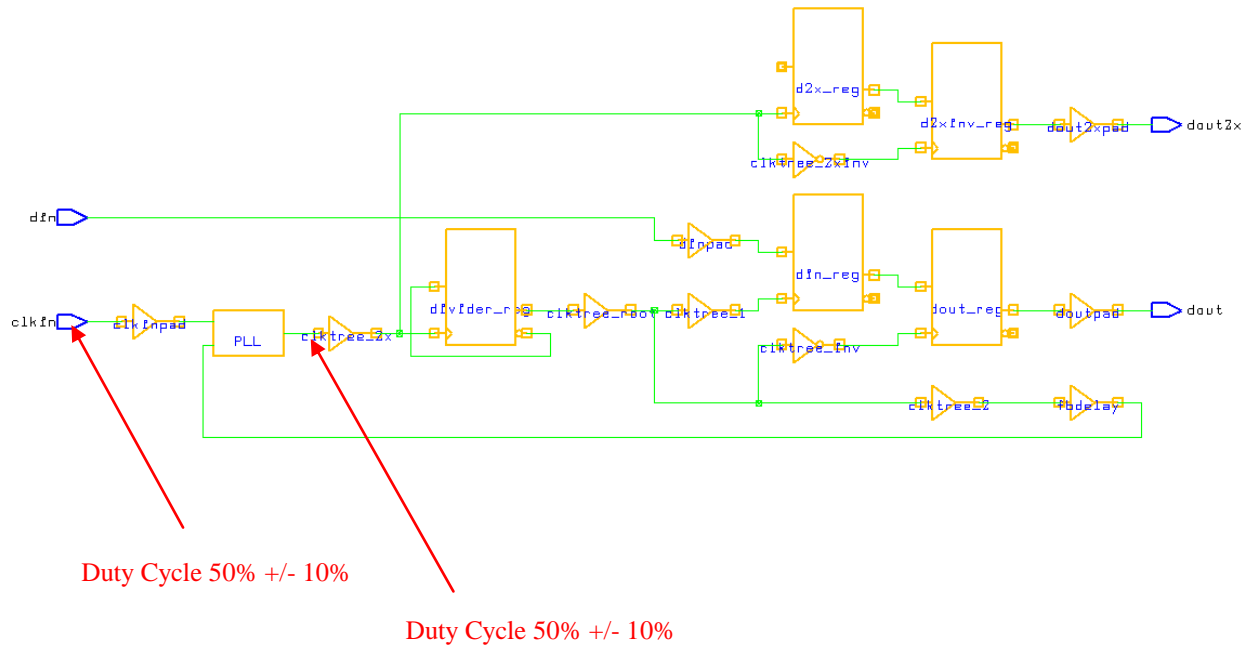 d2x_reg
d2xinv_reg
dout2xpad
dout2x
clktree_2xinv
din
dinpad
din_reg
divider_reg
clktree_root
clktree_1
dout_reg
doutpad
dout
clkin
clkinpad
PLL
clktree_2x
clktree_inv
clktree_2
fbdelay
Duty Cycle 50% +/- 10%
Duty Cycle 50% +/- 10%